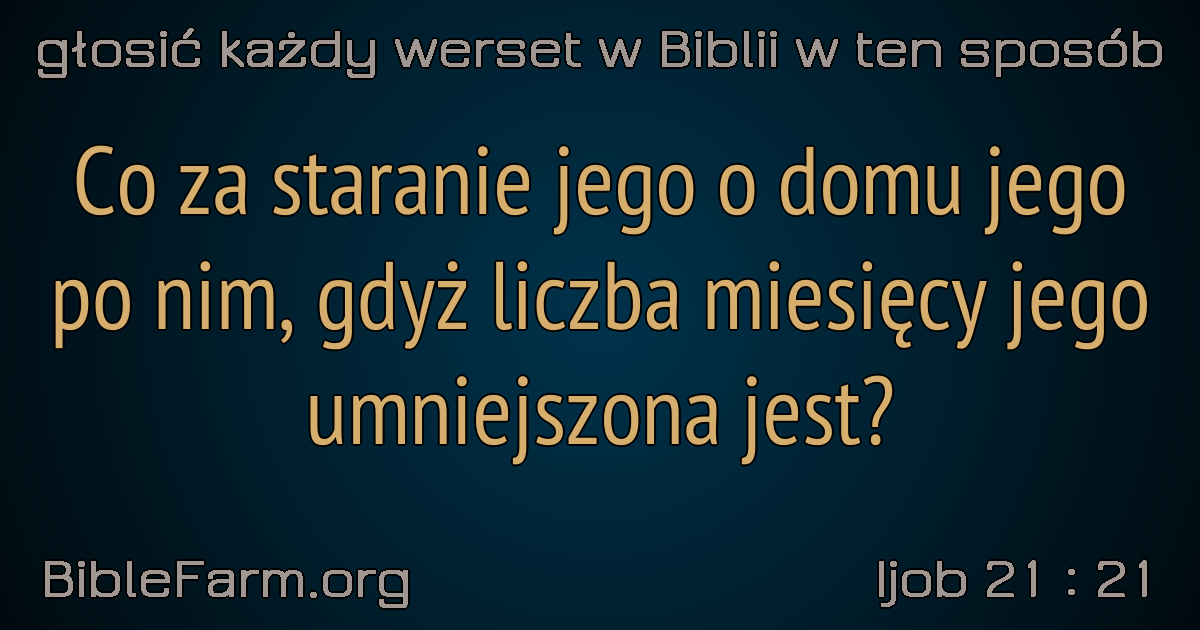 głosić każdy werset w Biblii w ten sposób
Co za staranie jego o domu jego
po nim, gdyż liczba miesięcy jego
umniejszona jest?
BibleFarm.org
Ijob 21 : 21